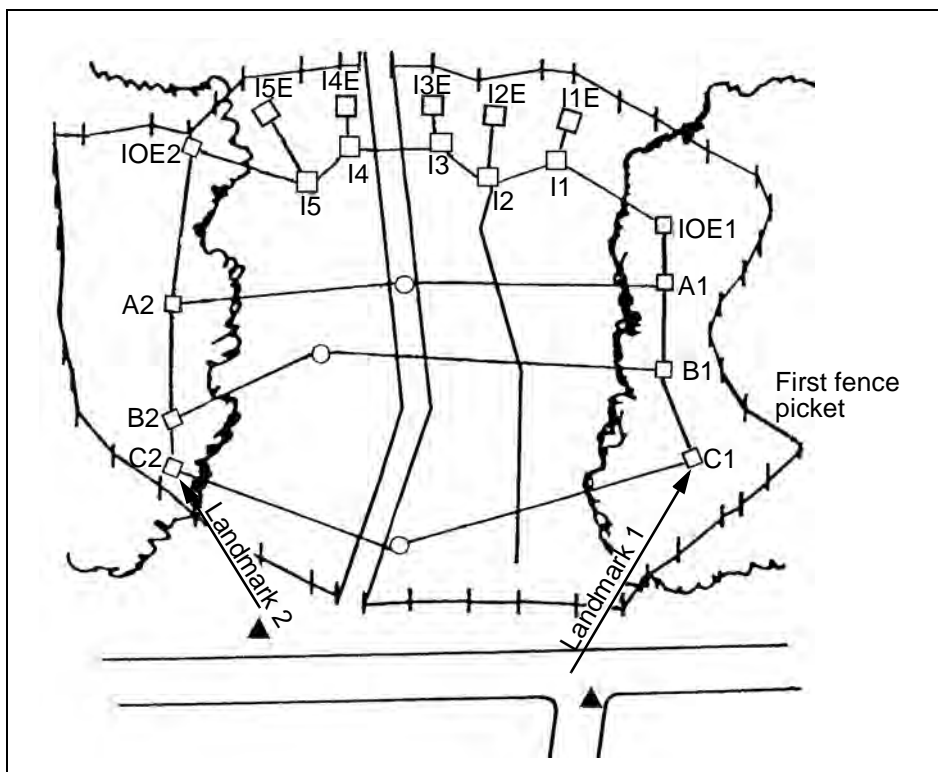 I5E
I4E
I3E
I2E
I1E
IOE2
I5
I4
I3
I2
I1
IOE1
A2
A1
B2
B1
First fence
picket
C2
C1
Landmark 2
Landmark 1